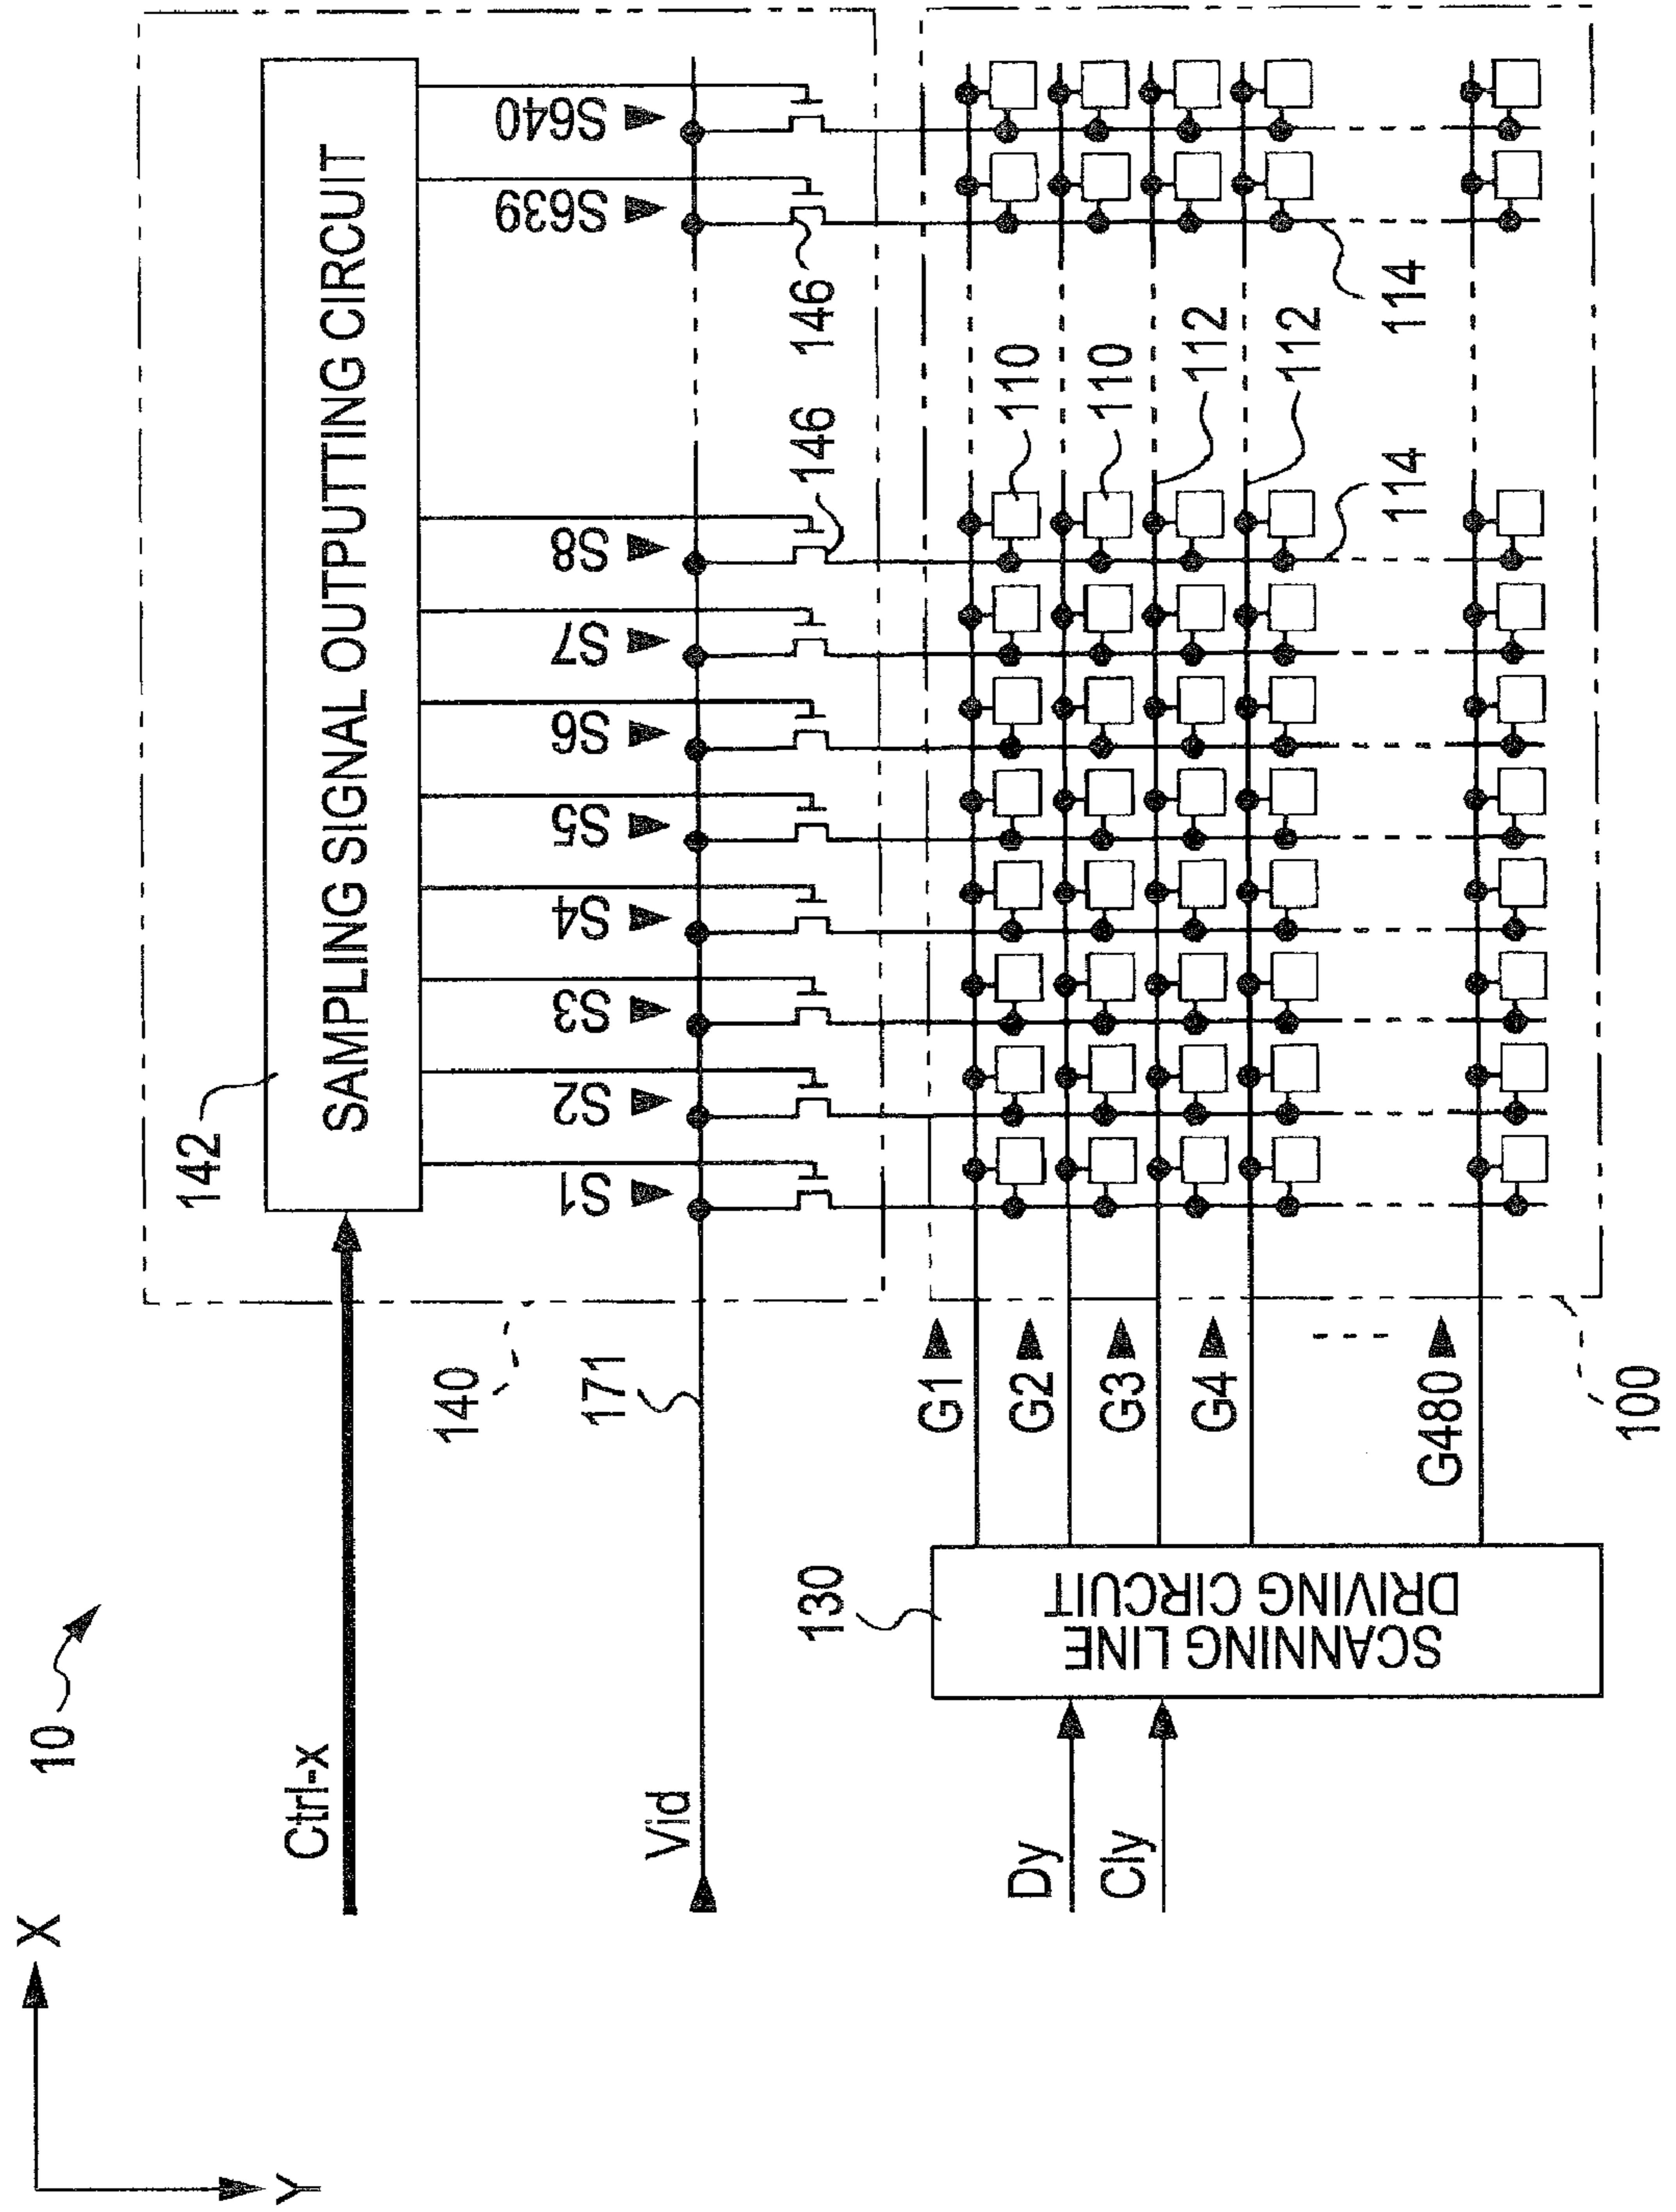 10
X
Y
Ctrl-x
142
SAMPLING SIGNAL OUTPUTTING CIRCUIT
140
S1
S2
S3
S4
S5
S6
S7
S8
S639
S640
Vid
171
146
146
130
SCANNING LINE
DRIVING CIRCUIT
Dy
Cly
G1
G2
G3
G4
G480
110
110
112
112
114
114
100